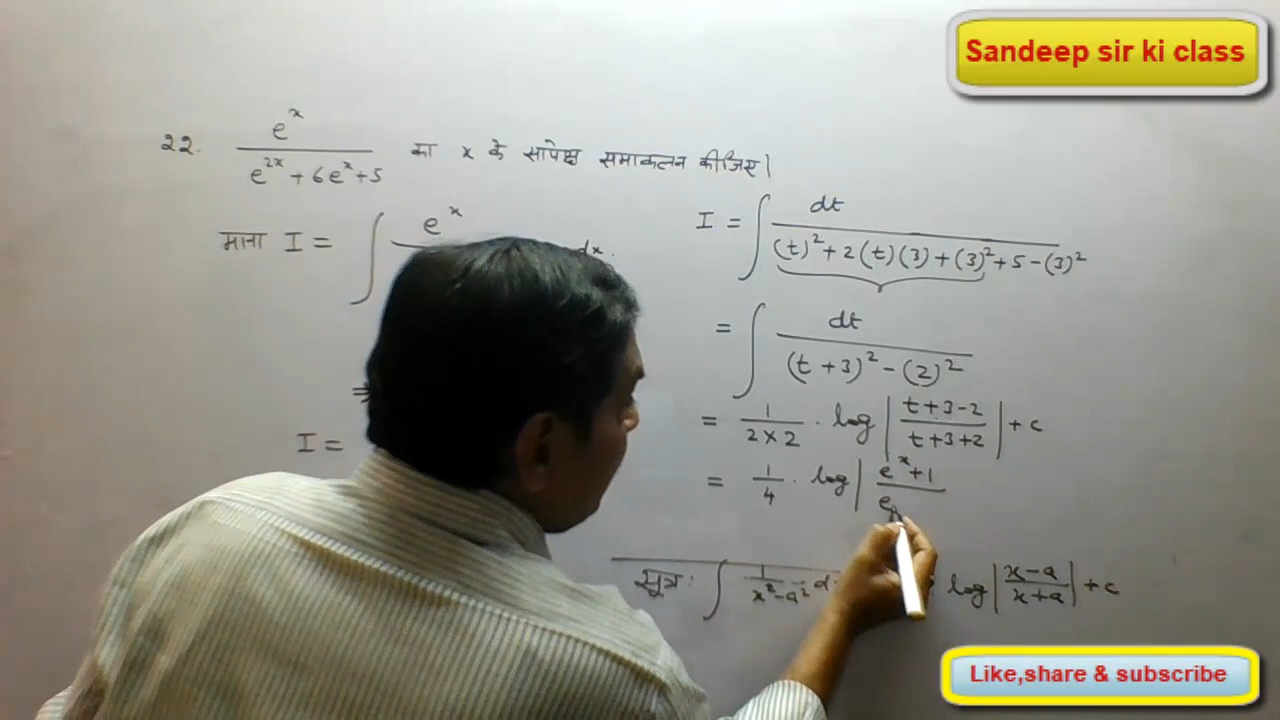 Sandeep sir ki class
22. e^x / (e^2x + 6e^x + 5) का x के सापेक्ष समाकलन कीजिए।
माना I = ∫ e^x dx.
I =
I = ∫ dt / ((t)^2 + 2(t)(3) + (3)^2 + 5 - (3)^2)
= ∫ dt / ((t + 3)^2 - (2)^2)
= 1 / (2 × 2) · log |(t + 3 - 2) / (t + 3 + 2)| + c
= 1/4 · log | (e^x + 1) / e
सूत्र: ∫ 1 / (x^2 - a^2) d log |(x - a) / (x + a)| + c
Like,share & subscribe